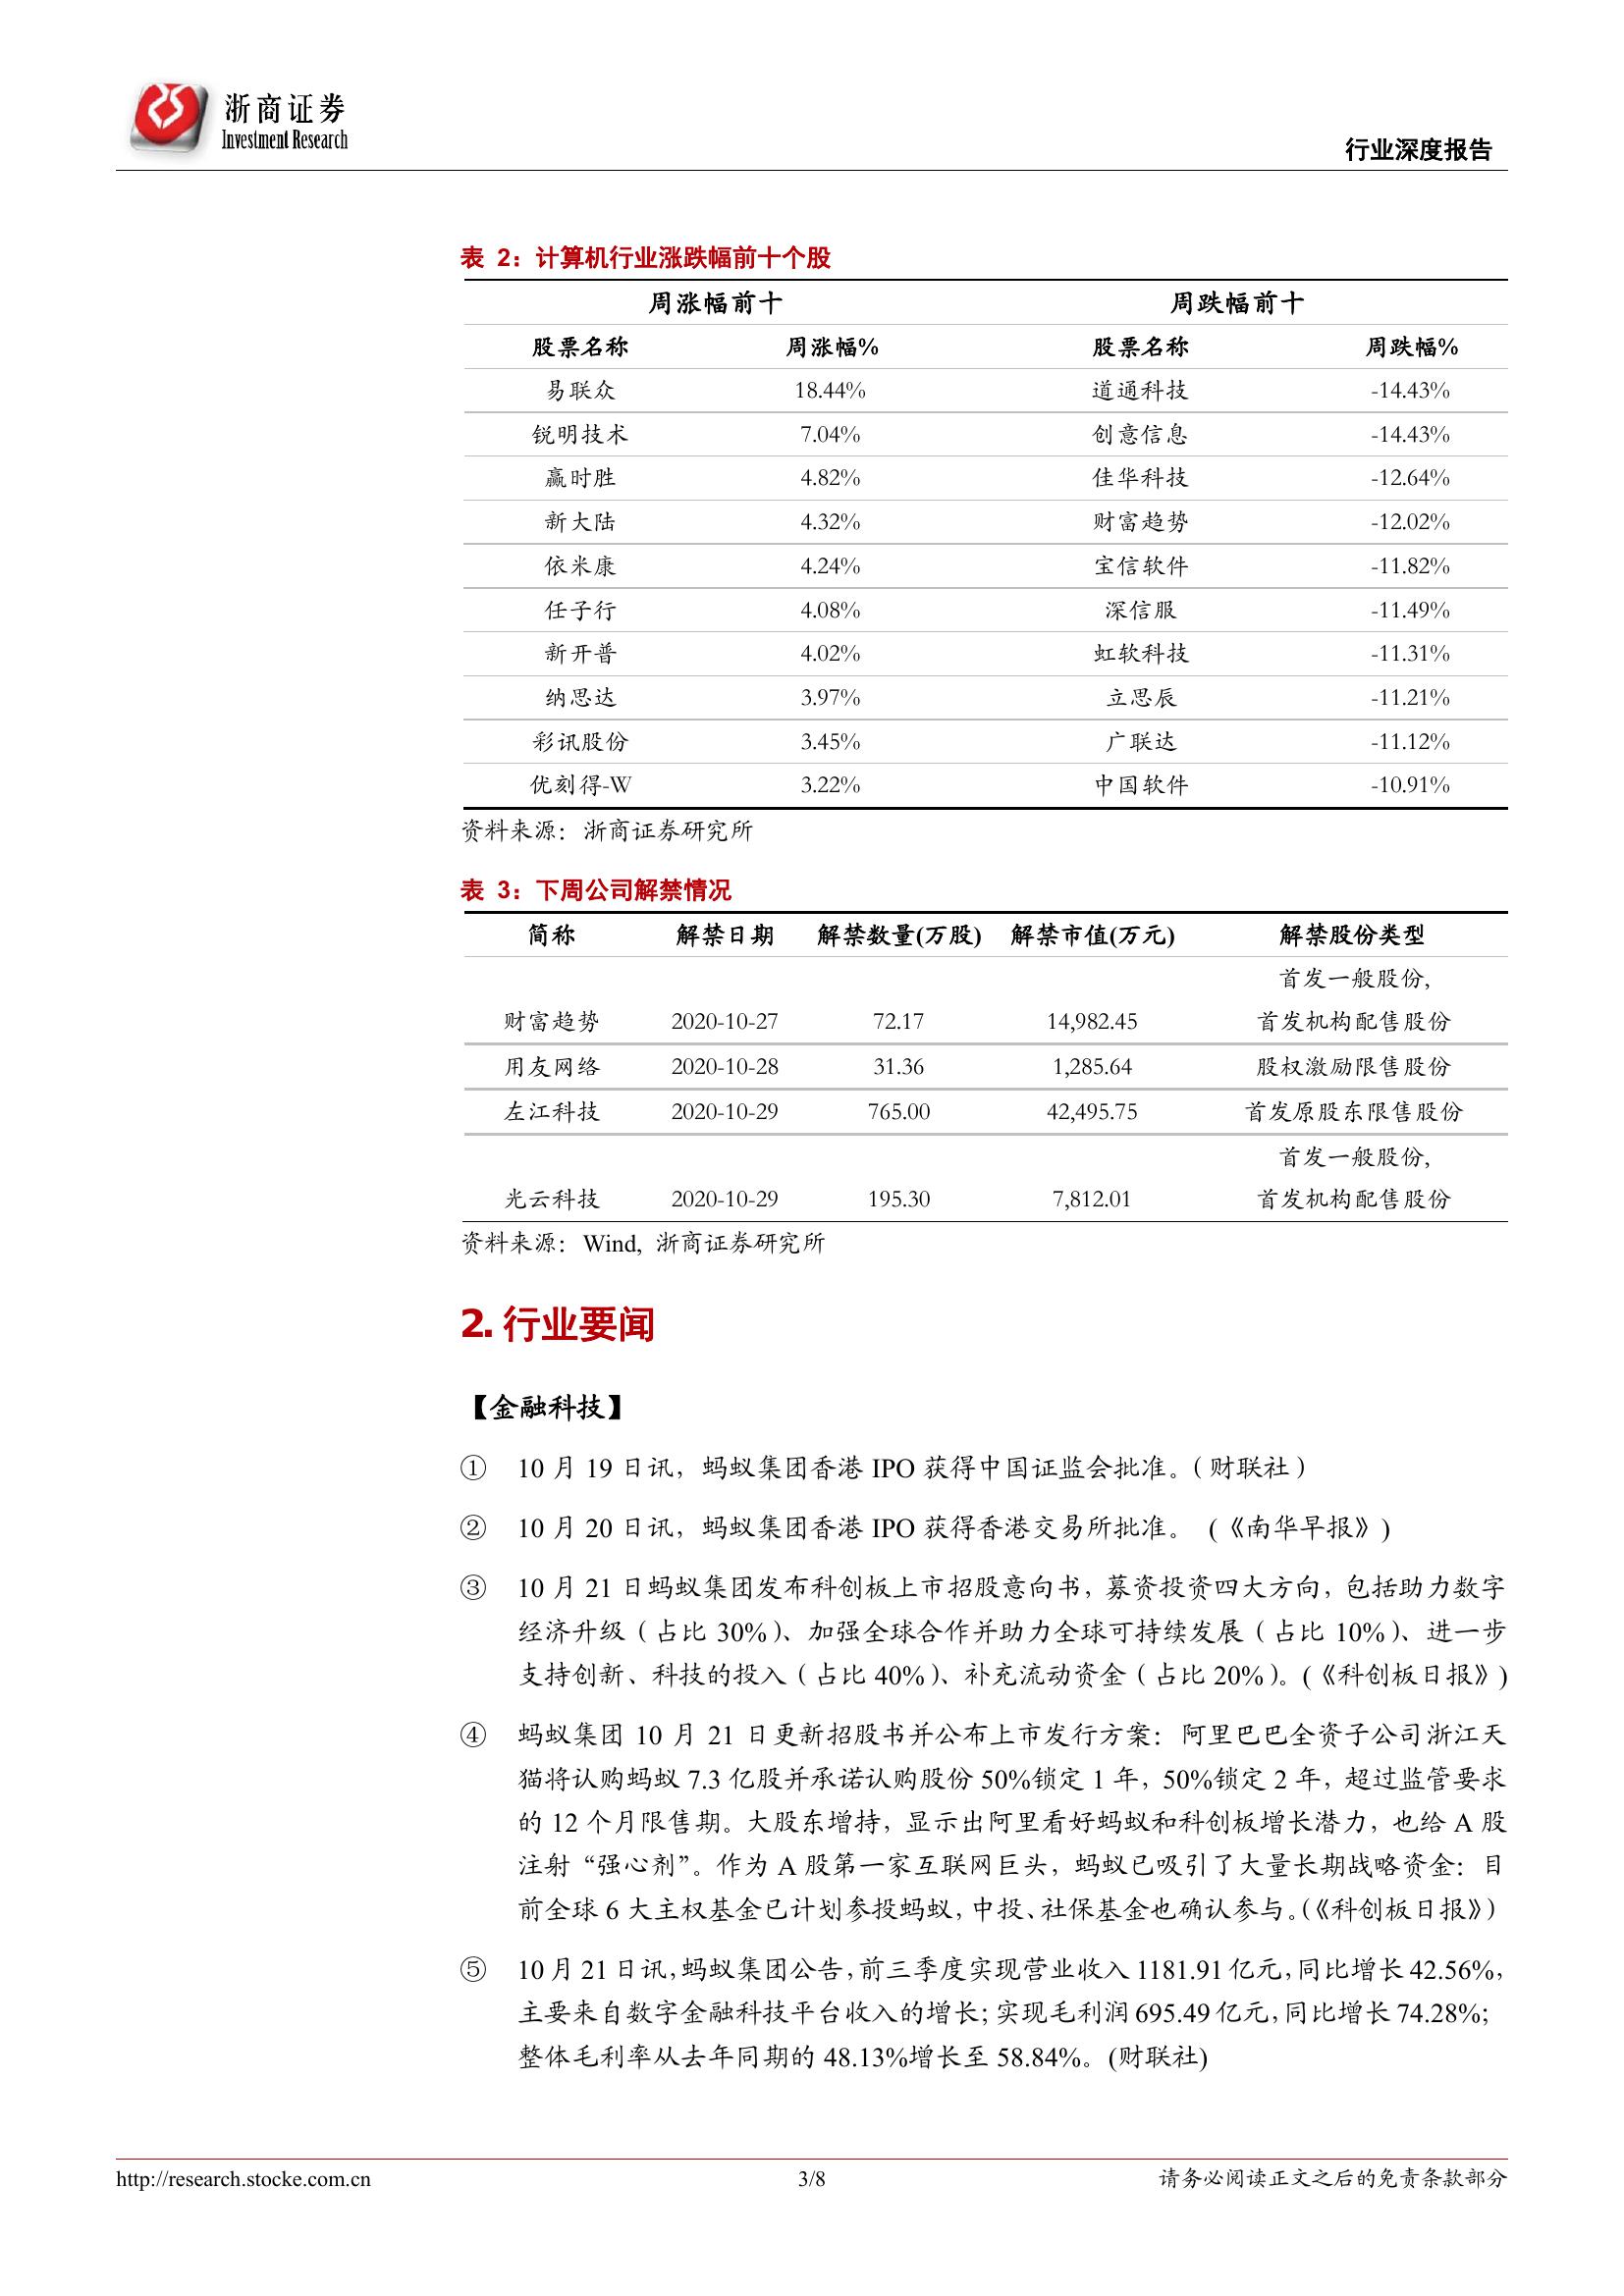 浙商证券
Investment Research
行业深度报告
表 2：计算机行业涨跌幅前十个股
周涨幅前十 周跌幅前十
股票名称 周涨幅% 股票名称 周跌幅%
易联众 18.44% 道通科技 -14.43%
锐明技术 7.04% 创意信息 -14.43%
赢时胜 4.82% 佳华科技 -12.64%
新大陆 4.32% 财富趋势 -12.02%
依米康 4.24% 宝信软件 -11.82%
任子行 4.08% 深信服 -11.49%
新开普 4.02% 虹软科技 -11.31%
纳思达 3.97% 立思辰 -11.21%
彩讯股份 3.45% 广联达 -11.12%
优刻得-W 3.22% 中国软件 -10.91%
资料来源：浙商证券研究所
表 3：下周公司解禁情况
简称 解禁日期 解禁数量(万股) 解禁市值(万元) 解禁股份类型
首发一般股份,
财富趋势 2020-10-27 72.17 14,982.45 首发机构配售股份
用友网络 2020-10-28 31.36 1,285.64 股权激励限售股份
左江科技 2020-10-29 765.00 42,495.75 首发原股东限售股份
首发一般股份,
光云科技 2020-10-29 195.30 7,812.01 首发机构配售股份
资料来源：Wind, 浙商证券研究所
2. 行业要闻
【金融科技】
① 10 月 19 日讯，蚂蚁集团香港 IPO 获得中国证监会批准。（财联社）
② 10 月 20 日讯，蚂蚁集团香港 IPO 获得香港交易所批准。 (《南华早报》)
③ 10 月 21 日蚂蚁集团发布科创板上市招股意向书，募资投资四大方向，包括助力数字
经济升级（占比 30%）、加强全球合作并助力全球可持续发展（占比 10%）、进一步
支持创新、科技的投入（占比 40%）、补充流动资金（占比 20%）。(《科创板日报》)
④ 蚂蚁集团 10 月 21 日更新招股书并公布上市发行方案：阿里巴巴全资子公司浙江天
猫将认购蚂蚁 7.3 亿股并承诺认购股份 50%锁定 1 年，50%锁定 2 年，超过监管要求
的 12 个月限售期。大股东增持，显示出阿里看好蚂蚁和科创板增长潜力，也给 A 股
注射“强心剂”。作为 A 股第一家互联网巨头，蚂蚁已吸引了大量长期战略资金：目
前全球 6 大主权基金已计划参投蚂蚁，中投、社保基金也确认参与。（《科创板日报》）
⑤ 10 月 21 日讯，蚂蚁集团公告，前三季度实现营业收入 1181.91 亿元，同比增长 42.56%，
主要来自数字金融科技平台收入的增长；实现毛利润 695.49 亿元，同比增长 74.28%；
整体毛利率从去年同期的 48.13%增长至 58.84%。(财联社)
http://research.stocke.com.cn 3/8 请务必阅读正文之后的免责条款部分